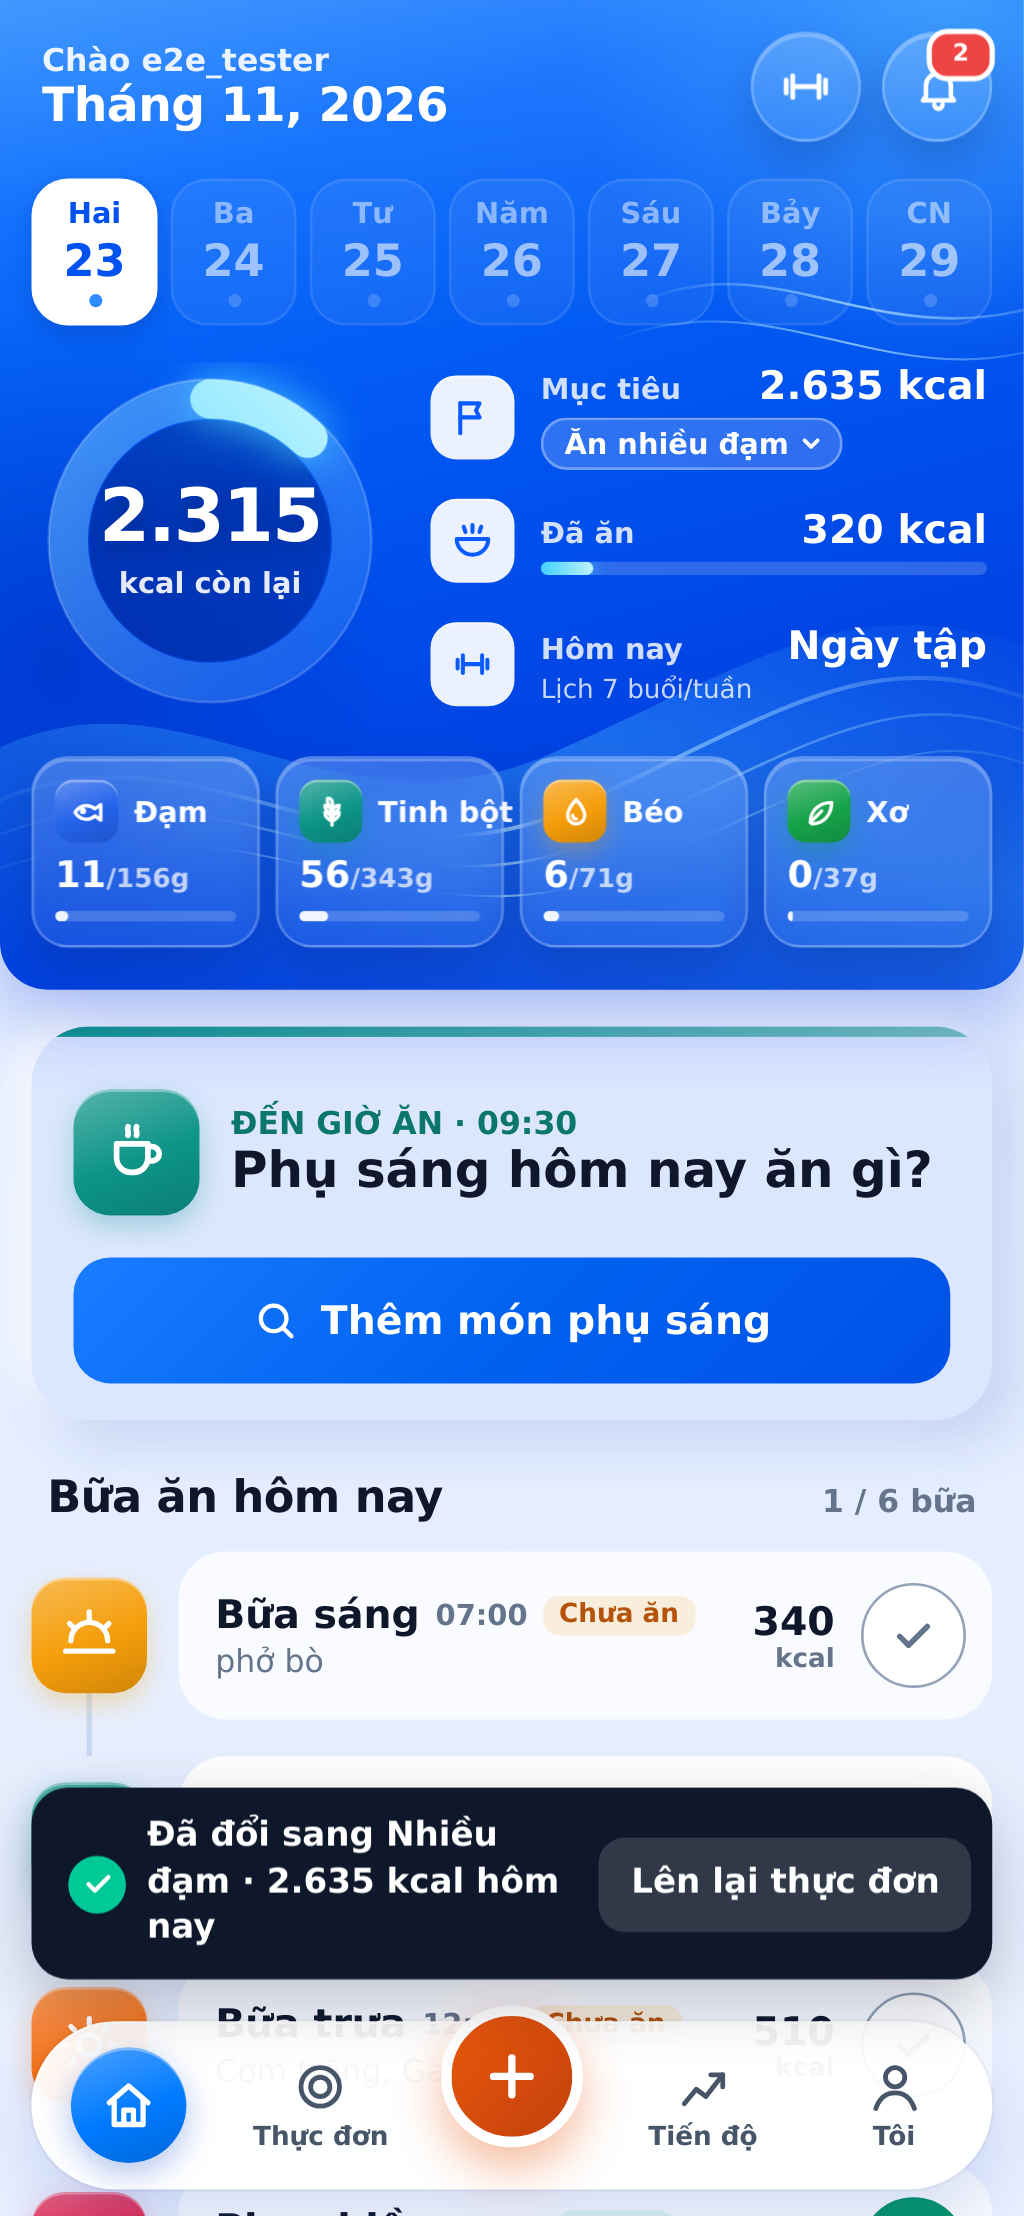 Chào e2e_tester
Tháng 11, 2026
2
Hai
23
Ba
24
Tư
25
Năm
26
Sáu
27
Bảy
28
CN
29
2.315
kcal còn lại
Mục tiêu
2.635 kcal
Ăn nhiều đạm
Đã ăn
320 kcal
Hôm nay
Ngày tập
Lịch 7 buổi/tuần
Đạm
11/156g
Tinh bột
56/343g
Béo
6/71g
Xơ
0/37g
ĐẾN GIỜ ĂN · 09:30
Phụ sáng hôm nay ăn gì?
Thêm món phụ sáng
Bữa ăn hôm nay
1 / 6 bữa
Bữa sáng 07:00 Chưa ăn
phở bò
340
kcal
Đã đổi sang Nhiều
đạm · 2.635 kcal hôm
nay
Lên lại thực đơn
Bữa trưa Chưa ăn
510
kcal
Thực đơn
Tiến độ
Tôi